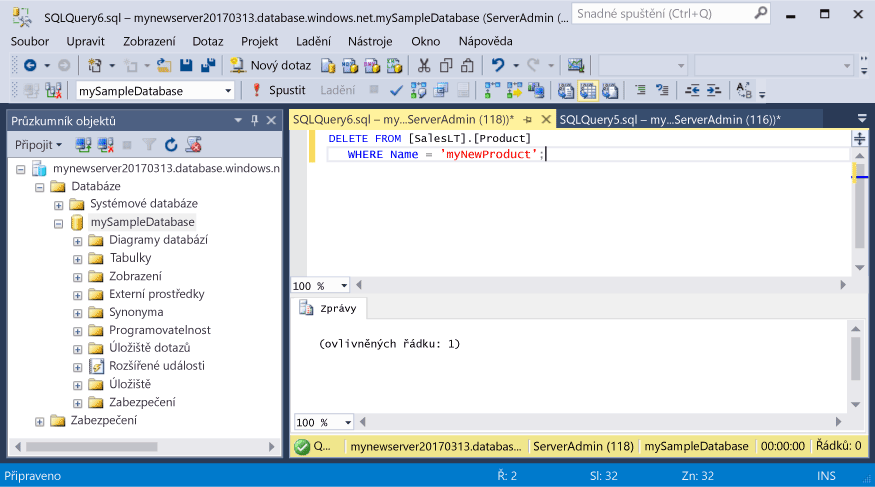 SQLQuery6.sql – mynewserver20170313.database.windows.net.mySampleDatabase (ServerAdmin (...
Snadné spuštění (Ctrl+Q)
Soubor Upravit Zobrazení Dotaz Projekt Ladění Nástroje Okno Nápověda
Nový dotaz
mySampleDatabase Spustit Ladění
Průzkumník objektů
Připojit
mynewserver20170313.database.windows.n
Databáze
Systémové databáze
mySampleDatabase
Diagramy databází
Tabulky
Zobrazení
Externí prostředky
Synonyma
Programovatelnost
Úložiště dotazů
Rozšířené události
Úložiště
Zabezpečení
Zabezpečení
SQLQuery6.sql – my...ServerAdmin (118))* SQLQuery5.sql – my...ServerAdmin (116))*
DELETE FROM [SalesLT].[Product]
WHERE Name = 'myNewProduct';
100 %
Zprávy
(ovlivněných řádku: 1)
100 %
Q... mynewserver20170313.databas... ServerAdmin (118) mySampleDatabase 00:00:00 Řádků: 0
Připraveno Ř: 2 Sl: 32 Zn: 32 INS